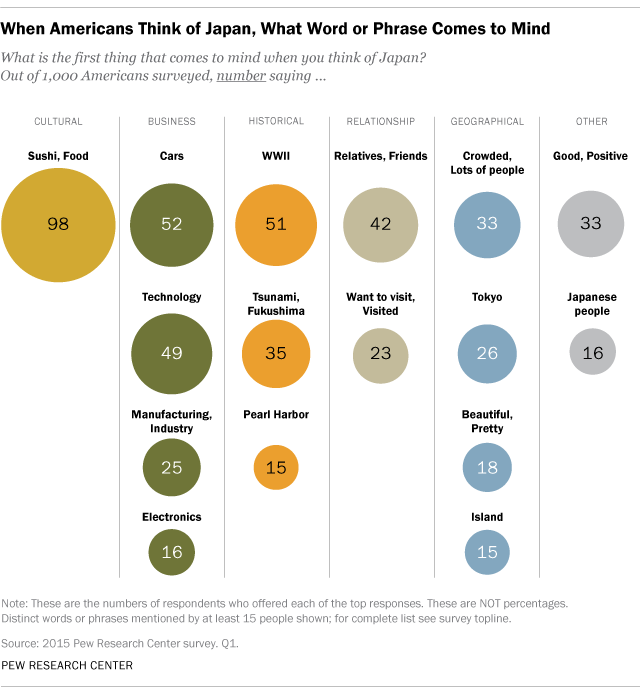 When Americans Think of Japan, What Word or Phrase Comes to Mind
What is the first thing that comes to mind when you think of Japan?
Out of 1,000 Americans surveyed, number saying ...
CULTURAL
BUSINESS
HISTORICAL
RELATIONSHIP
GEOGRAPHICAL
OTHER
Sushi, Food
Cars
WWII
Relatives, Friends
Crowded,
Lots of people
Good, Positive
98
52
51
42
33
33
Technology
Tsunami,
Fukushima
Want to visit,
Visited
Tokyo
Japanese
people
49
35
23
26
16
Manufacturing,
Industry
Pearl Harbor
Beautiful,
Pretty
25
15
18
Electronics
Island
16
15
Note: These are the numbers of respondents who offered each of the top responses. These are NOT percentages.
Distinct words or phrases mentioned by at least 15 people shown; for complete list see survey topline.
Source: 2015 Pew Research Center survey. Q1.
PEW RESEARCH CENTER